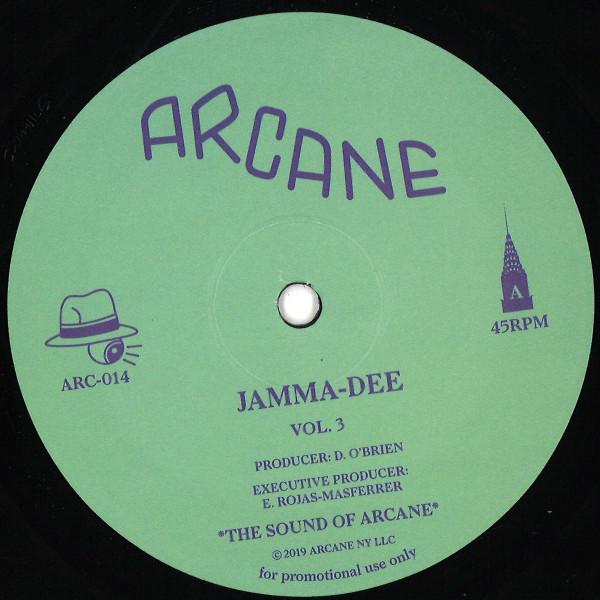 ARCANE
A
45RPM
ARC-014
JAMMA-DEE
VOL. 3
PRODUCER: D. O'BRIEN
EXECUTIVE PRODUCER:
E. ROJAS-MASFERRER
*THE SOUND OF ARCANE*
© 2019 ARCANE NY LLC
for promotional use only